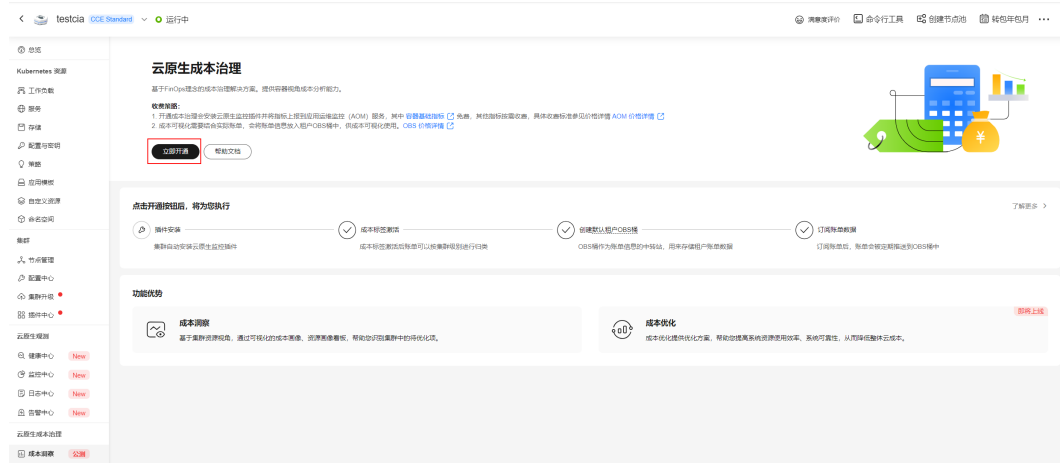 testcia CCE Standard 运行中
满意度评价 命令行工具 创建节点池 转包年包月
总览
Kubernetes 资源
工作负载
服务
存储
配置与密钥
策略
应用模板
自定义资源
命名空间
集群
节点管理
配置中心
集群升级
插件中心
云原生观测
健康中心 New
监控中心 New
日志中心 New
告警中心 New
云原生成本治理
成本洞察 公测
云原生成本治理
基于FinOps理念的成本治理解决方案。提供容器视角成本分析能力。
收费策略:
1. 开通成本治理会安装云原生监控插件并将指标上报到应用运维监控 (AOM) 服务, 其中 容器基础指标 免费, 其他指标按需收费, 具体收费标准参见价格详情 AOM 价格详情
2. 成本可视化需要结合实际账单, 会将账单信息放入租户OBS桶中, 供成本可视化使用。OBS 价格详情
立即开通 帮助文档
¥
点击开通按钮后，将为您执行 了解更多
插件安装
集群自动安装云原生监控插件
成本标签激活
成本标签激活后账单可以按集群级别进行归类
创建默认租户OBS桶
OBS桶作为账单信息的中转站，用来存储租户账单数据
订阅账单数据
订阅账单后，账单会被定期推送到OBS桶中
功能优势
成本洞察
基于集群资源视角，通过可视化的成本画像、资源画像看板，帮助您识别集群中的待优化项。
即将上线
成本优化
成本优化提供优化方案，帮助您提高系统资源使用效率、系统可靠性，从而降低整体云成本。